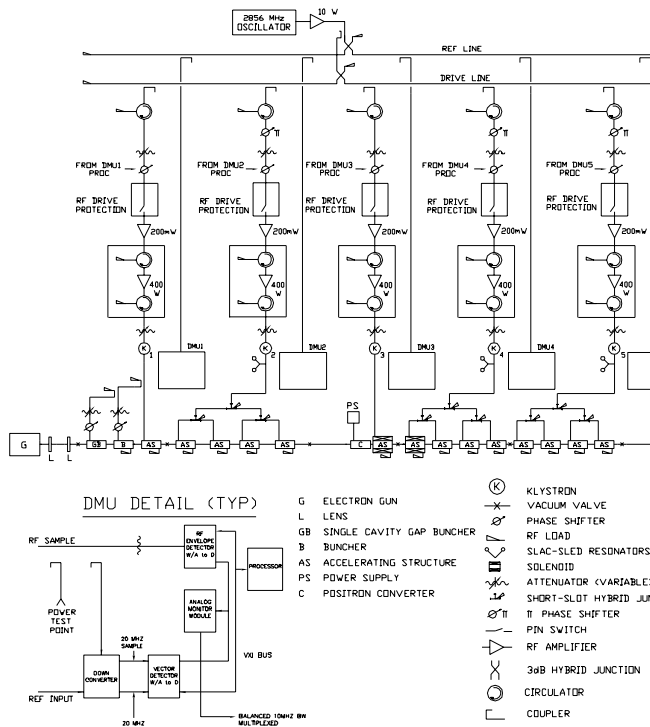 2856 MHz
OSCILLATOR
10 W
REF LINE
DRIVE LINE
π
π
π
FROM DMU1
PROC
FROM DMU2
PROC
FROM DMU3
PROC
FROM DMU4
PROC
FROM DMU5
PROC
RF DRIVE
PROTECTION
RF DRIVE
PROTECTION
RF DRIVE
PROTECTION
RF DRIVE
PROTECTION
RF DRIVE
PROTECTION
200mW
200mW
200mW
200mW
200mW
400
W
400
W
400
W
400
W
400
W
K
1
DMU1
K
2
DMU2
K
3
DMU3
K
4
DMU4
K
5
PS
G
L
L
GB
B
AS
AS
AS
AS
AS
C
AS
AS
AS
AS
AS
AS
AS
AS
AS
DMU DETAIL (TYP)
RF SAMPLE
RF
ENVELOPE
DETECTOR
W/A to D
PROCESSOR
POWER
TEST
POINT
ANALOG
MONITOR
MODULE
20 MHZ
SAMPLE
VXI BUS
DOWN
CONVERTER
VECTOR
DETECTOR
W/A to D
REF INPUT
20 MHZ
BALANCED 10MHZ BW
MULTIPLEXED
G ELECTRON GUN
L LENS
GB SINGLE CAVITY GAP BUNCHER
B BUNCHER
AS ACCELERATING STRUCTURE
PS POWER SUPPLY
C POSITRON CONVERTER
K KLYSTRON
VACUUM VALVE
PHASE SHIFTER
RF LOAD
SLAC-SLED RESONATORS
SOLENOID
ATTENUATOR (VARIABLE)
SHORT-SLOT HYBRID JUN
π π PHASE SHIFTER
PIN SWITCH
RF AMPLIFIER
3dB HYBRID JUNCTION
CIRCULATOR
COUPLER